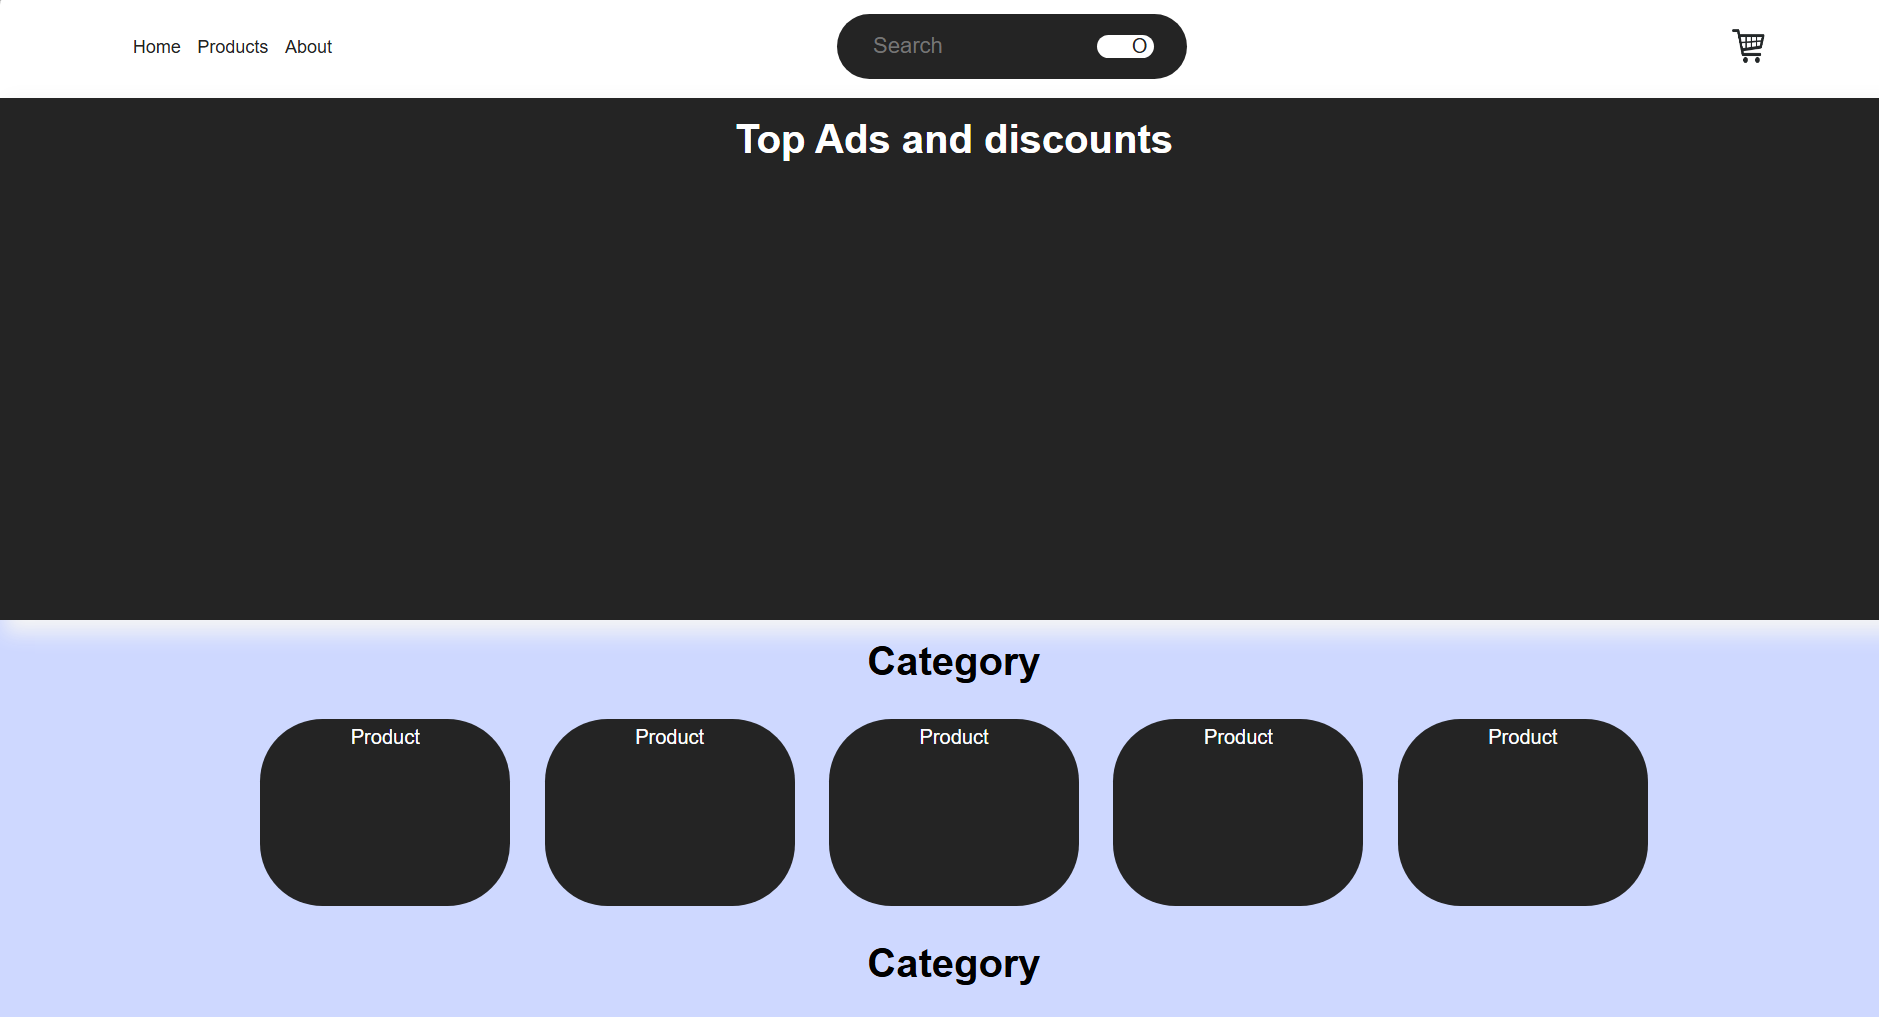 Home Products About
Search O
Top Ads and discounts
Category
Product Product Product Product Product
Category